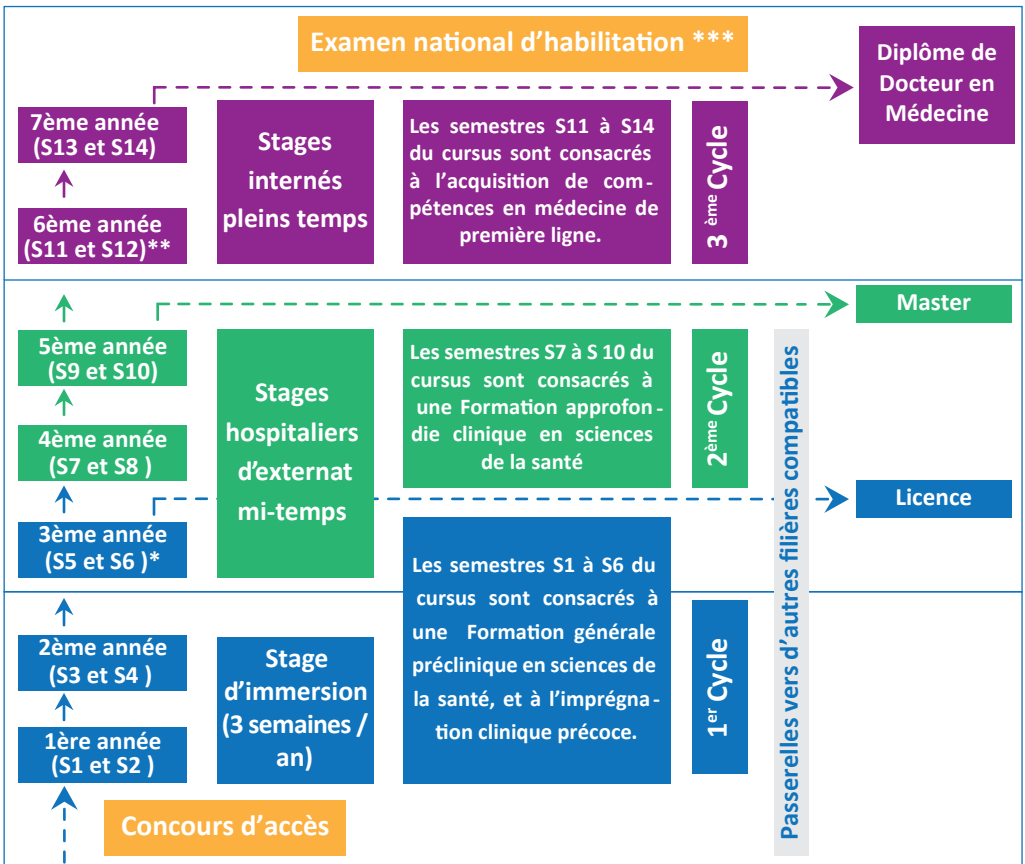 Examen national d'habilitation ***
Diplôme de
Docteur en
Médecine
7ème année
(S13 et S14)
6ème année
(S11 et S12)**
Stages
internés
pleins temps
Les semestres S11 à S14
du cursus sont consacrés
à l'acquisition de com-
pétences en médecine de
première ligne.
3 ème Cycle
Master
5ème année
(S9 et S10)
4ème année
(S7 et S8 )
3ème année
(S5 et S6 )*
Stages
hospitaliers
d'externat
mi-temps
Les semestres S7 à S 10 du
cursus sont consacrés à
une Formation approfon-
die clinique en sciences
de la santé
2ème Cycle
Licence
Passerelles vers d'autres filières compatibles
2ème année
(S3 et S4 )
1ère année
(S1 et S2 )
Stage
d'immersion
(3 semaines /
an)
Les semestres S1 à S6 du
cursus sont consacrés à
une Formation générale
préclinique en sciences de
la santé, et à l'imprégna-
tion clinique précoce.
1er Cycle
Concours d'accès